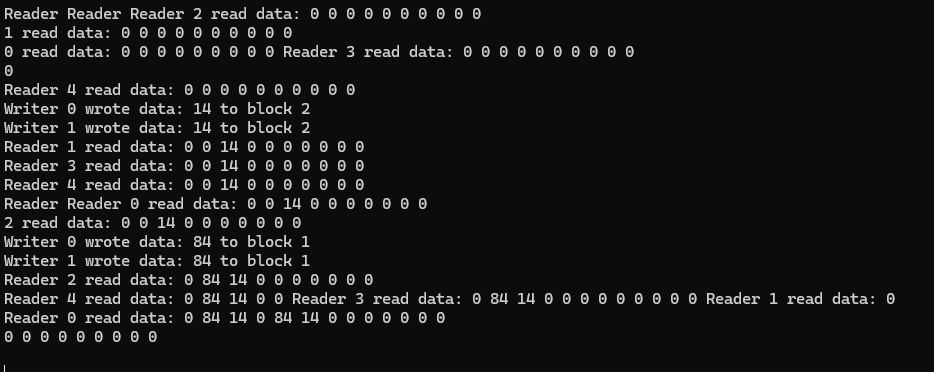 Reader Reader Reader 2 read data: 0 0 0 0 0 0 0 0 0 0
1 read data: 0 0 0 0 0 0 0 0 0 0
0 read data: 0 0 0 0 0 0 0 0 0 Reader 3 read data: 0 0 0 0 0 0 0 0 0 0
0
Reader 4 read data: 0 0 0 0 0 0 0 0 0 0
Writer 0 wrote data: 14 to block 2
Writer 1 wrote data: 14 to block 2
Reader 1 read data: 0 0 14 0 0 0 0 0 0 0
Reader 3 read data: 0 0 14 0 0 0 0 0 0 0
Reader 4 read data: 0 0 14 0 0 0 0 0 0 0
Reader Reader 0 read data: 0 0 14 0 0 0 0 0 0 0
2 read data: 0 0 14 0 0 0 0 0 0 0
Writer 0 wrote data: 84 to block 1
Writer 1 wrote data: 84 to block 1
Reader 2 read data: 0 84 14 0 0 0 0 0 0 0
Reader 4 read data: 0 84 14 0 0 Reader 3 read data: 0 84 14 0 0 0 0 0 0 0 0 0 Reader 1 read data: 0
Reader 0 read data: 0 84 14 0 84 14 0 0 0 0 0 0 0
0 0 0 0 0 0 0 0 0